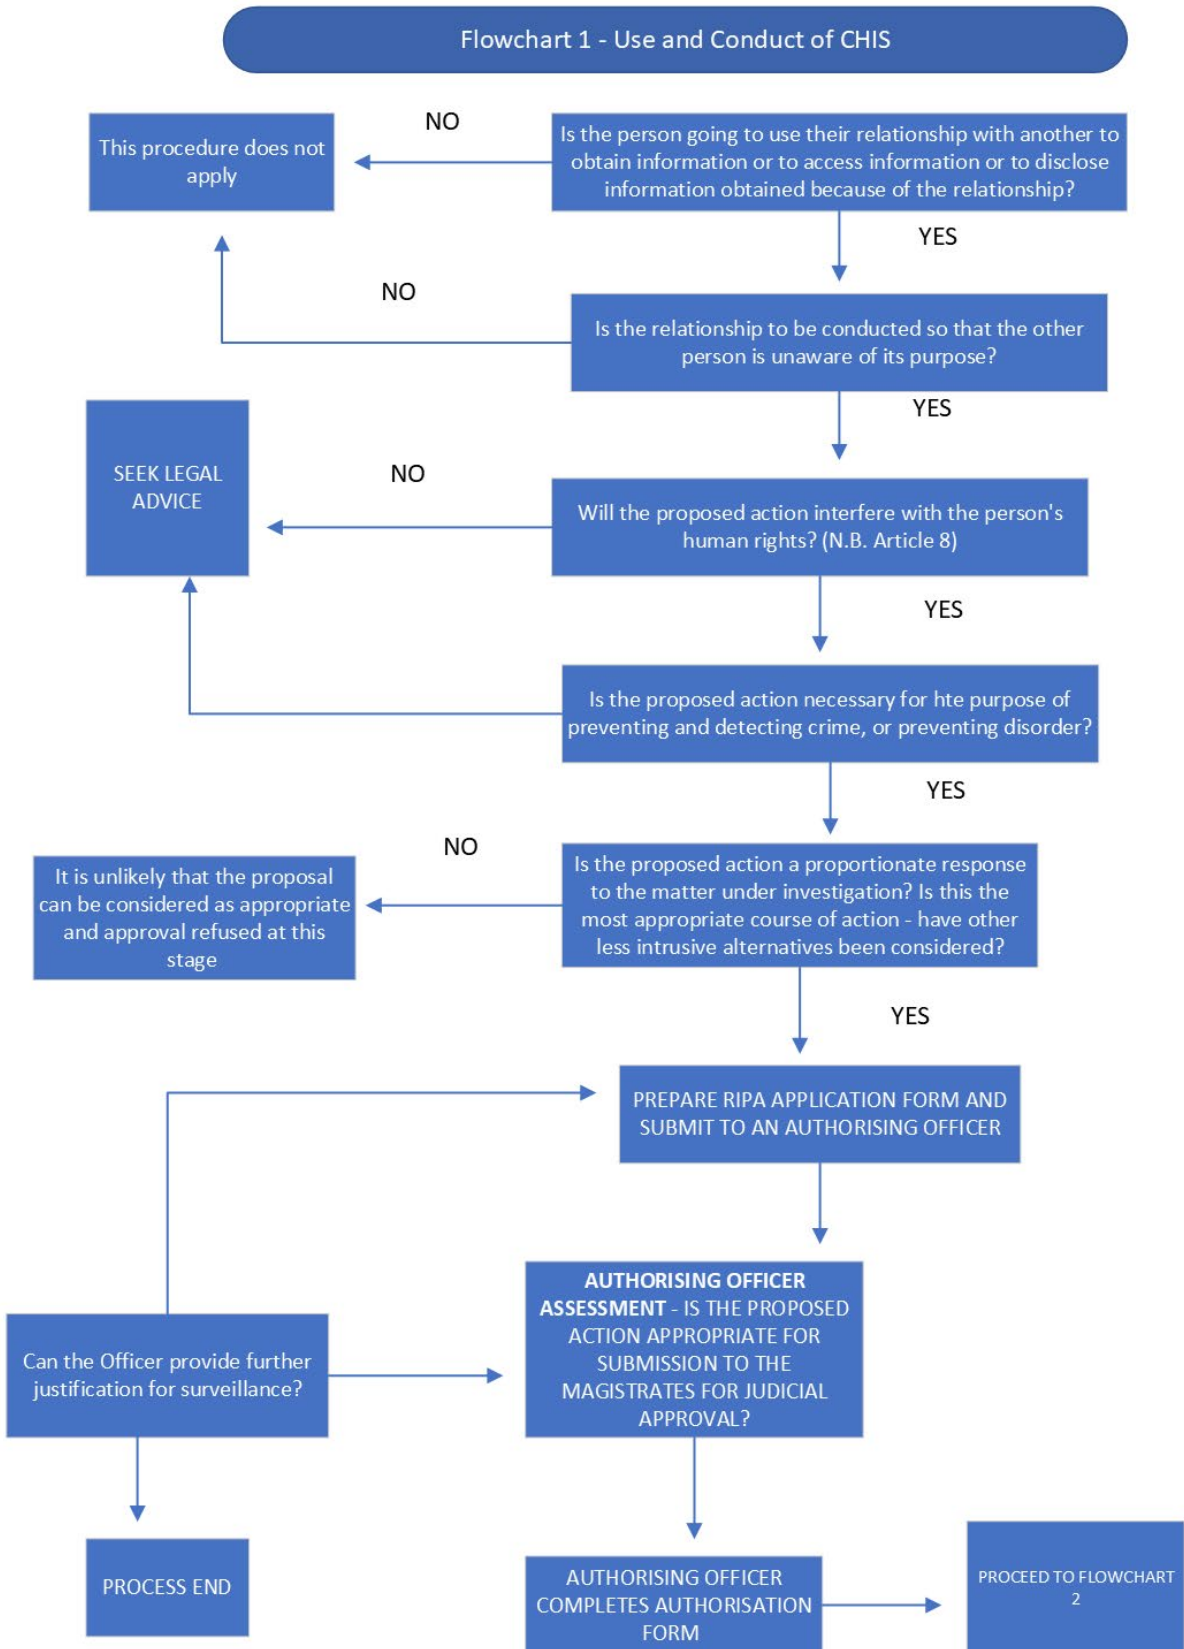 Flowchart 1 - Use and Conduct of CHIS
NO
This procedure does not
apply
Is the person going to use their relationship with another to
obtain information or to access information or to disclose
information obtained because of the relationship?
YES
NO
Is the relationship to be conducted so that the other
person is unaware of its purpose?
YES
SEEK LEGAL
ADVICE
NO
Will the proposed action interfere with the person's
human rights? (N.B. Article 8)
YES
Is the proposed action necessary for hte purpose of
preventing and detecting crime, or preventing disorder?
YES
NO
It is unlikely that the proposal
can be considered as appropriate
and approval refused at this
stage
Is the proposed action a proportionate response
to the matter under investigation? Is this the
most appropriate course of action - have other
less intrusive alternatives been considered?
YES
PREPARE RIPA APPLICATION FORM AND
SUBMIT TO AN AUTHORISING OFFICER
AUTHORISING OFFICER
ASSESSMENT - IS THE PROPOSED
ACTION APPROPRIATE FOR
SUBMISSION TO THE
MAGISTRATES FOR JUDICIAL
APPROVAL?
Can the Officer provide further
justification for surveillance?
PROCESS END
AUTHORISING OFFICER
COMPLETES AUTHORISATION
FORM
PROCEED TO FLOWCHART
2